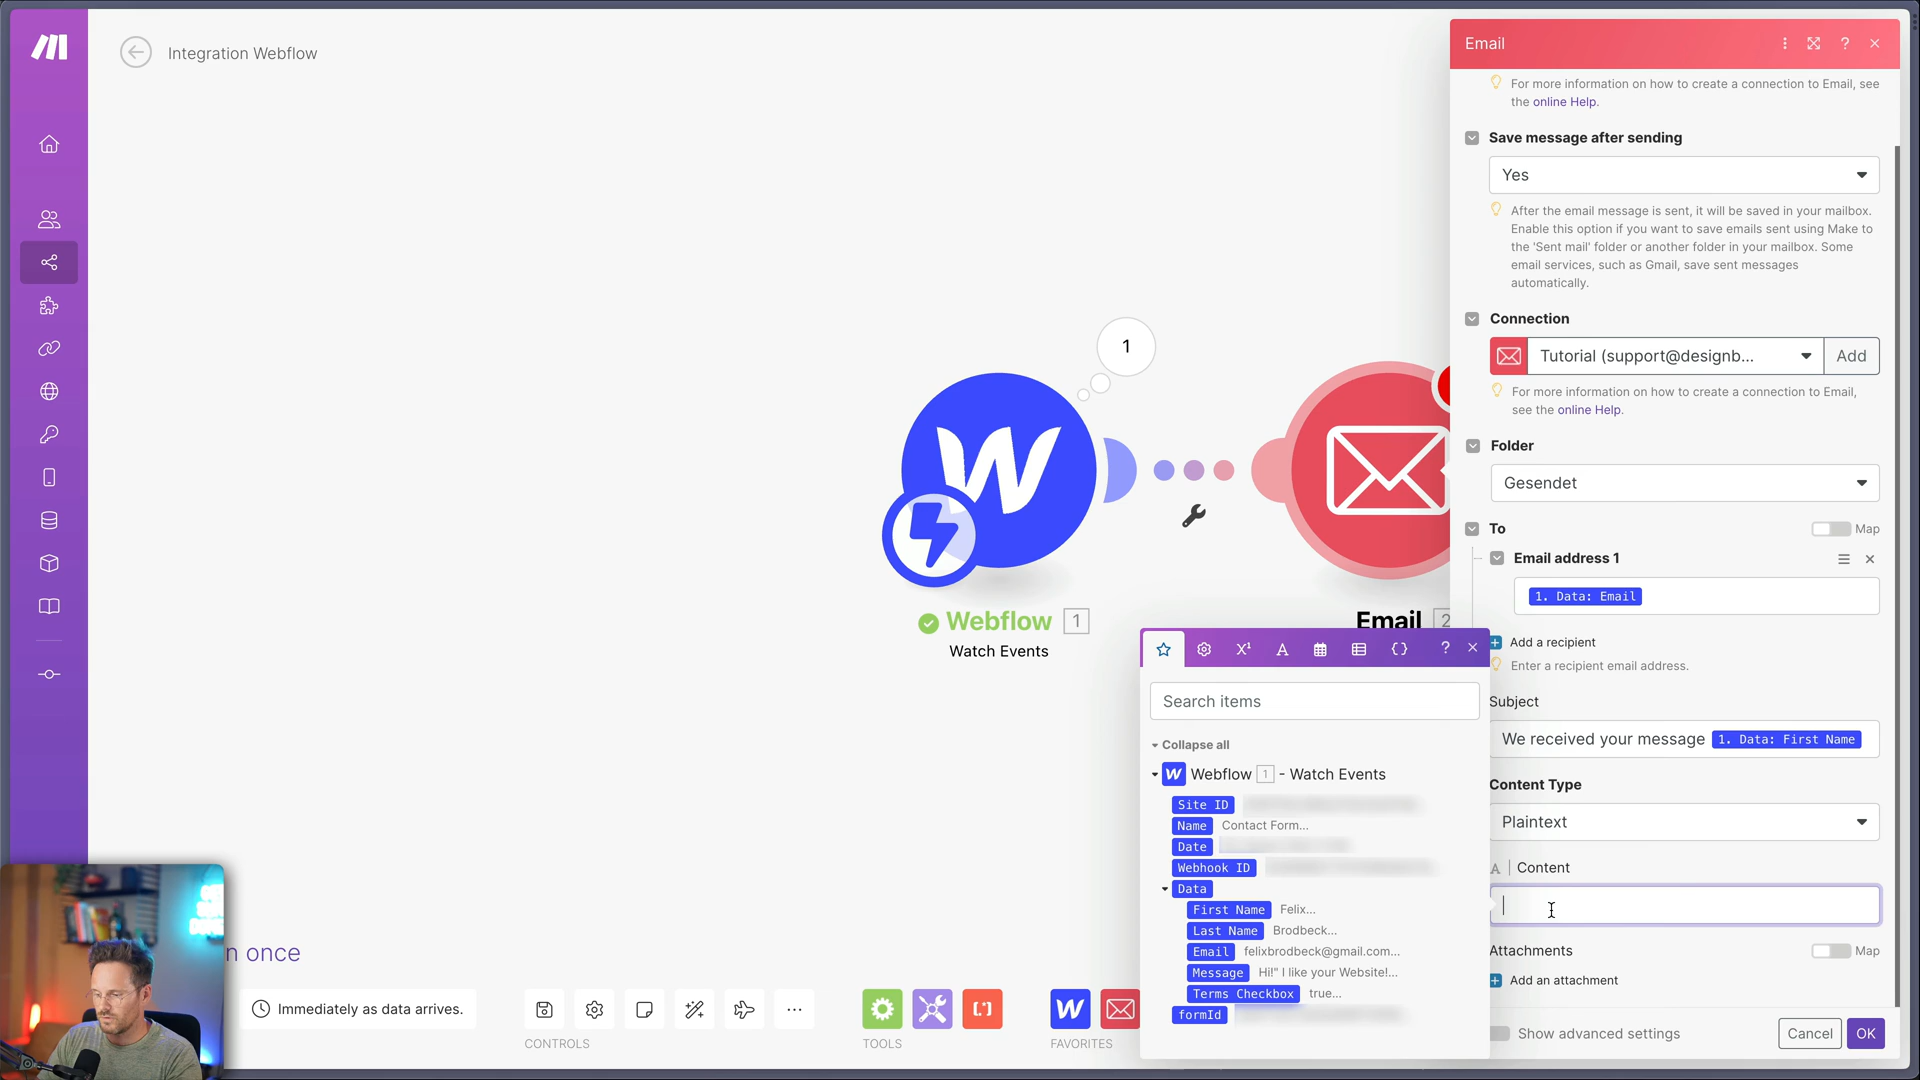 Integration Webflow
Email
?
For more information on how to create a connection to Email, see
the online Help.
Save message after sending
Yes
After the email message is sent, it will be saved in your mailbox.
Enable this option if you want to save emails sent using Make to
the 'Sent mail' folder or another folder in your mailbox. Some
email services, such as Gmail, save sent messages
automatically.
Connection
Tutorial (support@designb...
Add
For more information on how to create a connection to Email,
see the online Help.
Folder
Gesendet
To
Map
Email address 1
1. Data: Email
Add a recipient
Enter a recipient email address.
Subject
We received your message 1. Data: First Name
Content Type
Plaintext
A | Content
Attachments
Map
Add an attachment
Show advanced settings
Cancel
OK
1
W
Webflow 1
Watch Events
Email 2
?
Search items
Collapse all
Webflow 1 - Watch Events
Site ID
Name Contact Form...
Date
Webhook ID
Data
First Name Felix...
Last Name Brodbeck...
Email felixbrodbeck@gmail.com...
Message Hi!" I like your Website!...
Terms Checkbox true...
formId
n once
Immediately as data arrives.
CONTROLS
TOOLS
FAVORITES